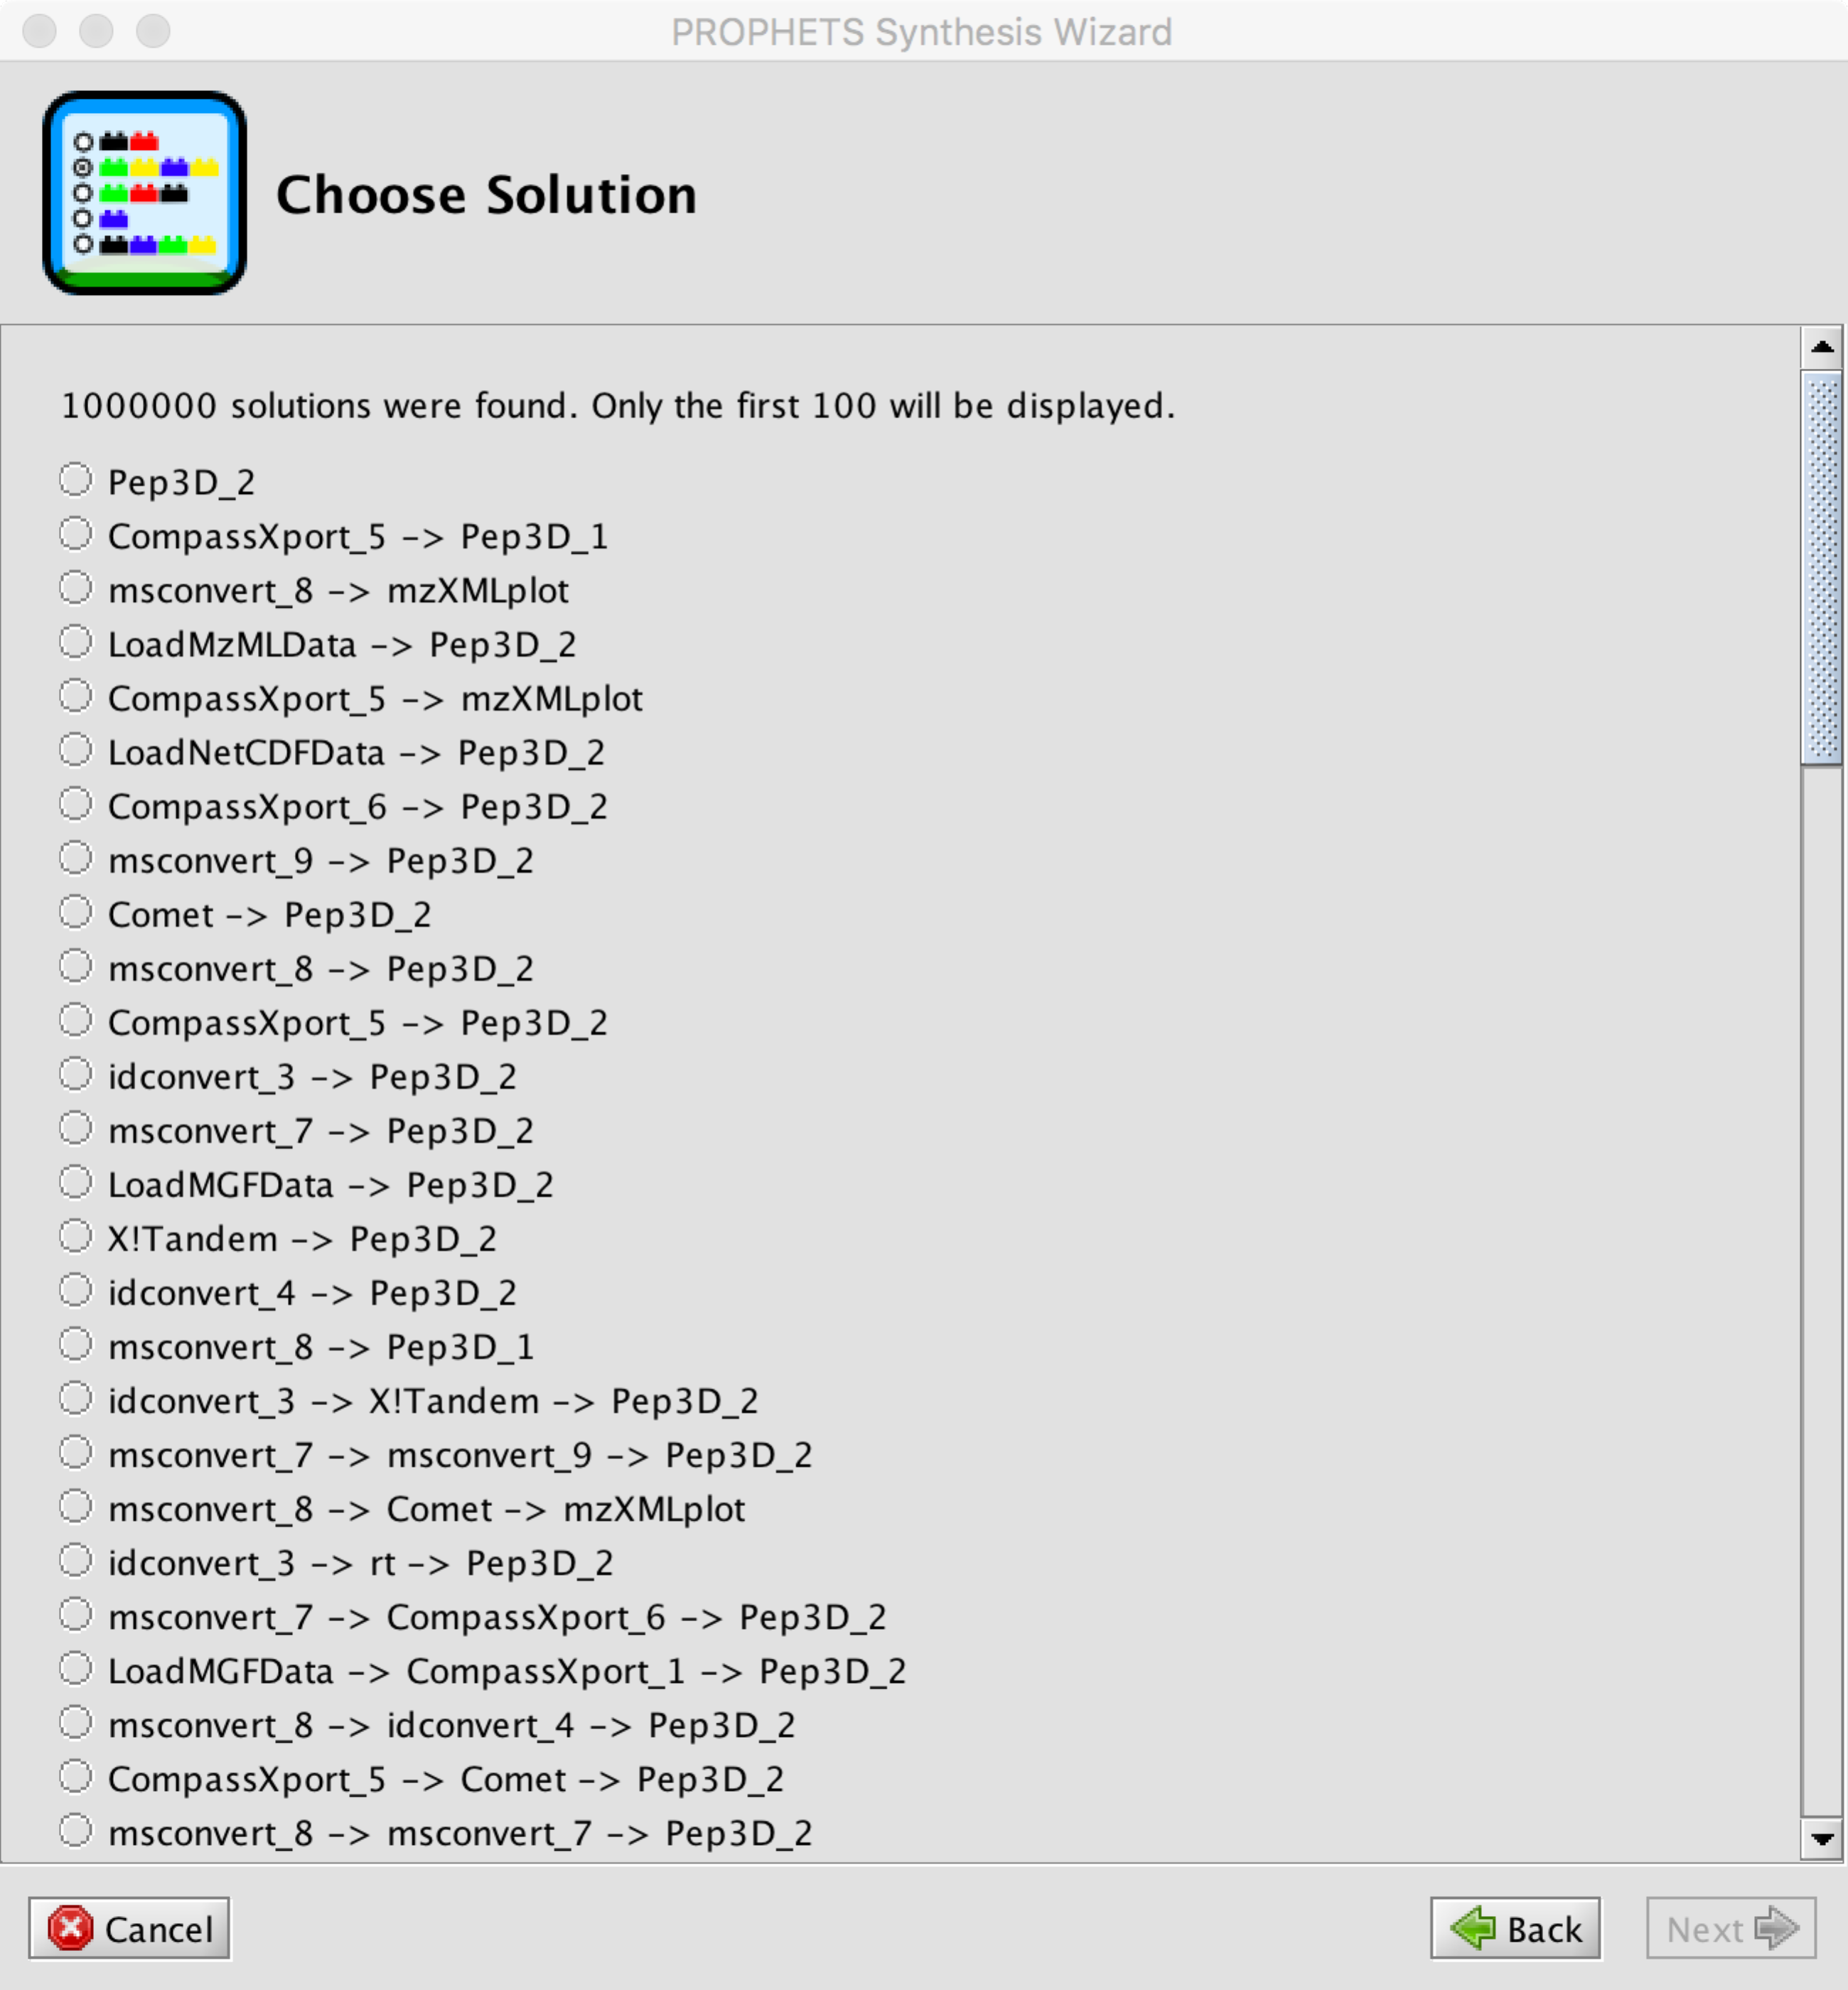 PROPHETS Synthesis Wizard
Choose Solution
1000000 solutions were found. Only the first 100 will be displayed.
Pep3D_2
CompassXport_5 -> Pep3D_1
msconvert_8 -> mzXMLplot
LoadMzMLData -> Pep3D_2
CompassXport_5 -> mzXMLplot
LoadNetCDFData -> Pep3D_2
CompassXport_6 -> Pep3D_2
msconvert_9 -> Pep3D_2
Comet -> Pep3D_2
msconvert_8 -> Pep3D_2
CompassXport_5 -> Pep3D_2
idconvert_3 -> Pep3D_2
msconvert_7 -> Pep3D_2
LoadMGFData -> Pep3D_2
X!Tandem -> Pep3D_2
idconvert_4 -> Pep3D_2
msconvert_8 -> Pep3D_1
idconvert_3 -> X!Tandem -> Pep3D_2
msconvert_7 -> msconvert_9 -> Pep3D_2
msconvert_8 -> Comet -> mzXMLplot
idconvert_3 -> rt -> Pep3D_2
msconvert_7 -> CompassXport_6 -> Pep3D_2
LoadMGFData -> CompassXport_1 -> Pep3D_2
msconvert_8 -> idconvert_4 -> Pep3D_2
CompassXport_5 -> Comet -> Pep3D_2
msconvert_8 -> msconvert_7 -> Pep3D_2
Cancel
Back
Next